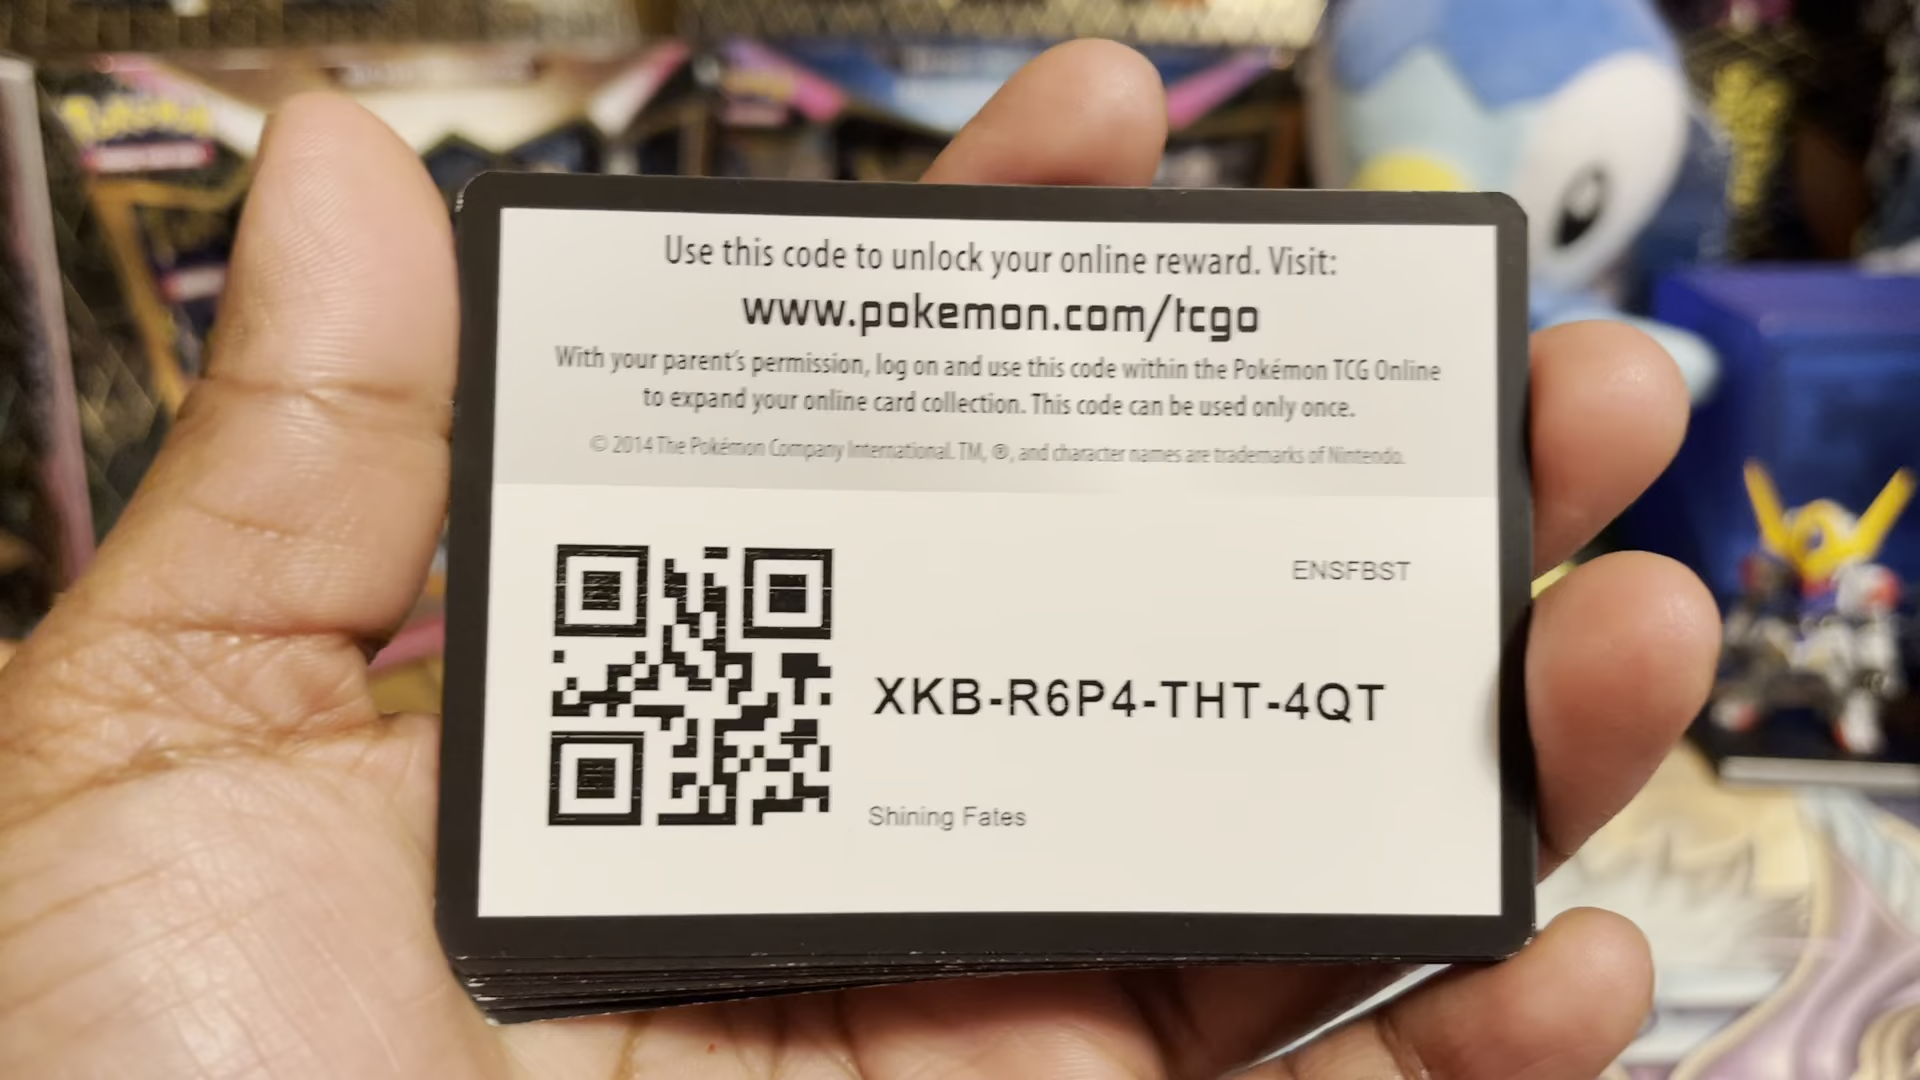 Pokémon
Use this code to unlock your online reward. Visit:
www.pokemon.com/tcgo
With your parent's permission, log on and use this code within the Pokémon TCG Online
to expand your online card collection. This code can be used only once.
© 2014 The Pokémon Company International. TM, ®, and character names are trademarks of Nintendo.
ENSFBST
XKB-R6P4-THT-4QT
Shining Fates